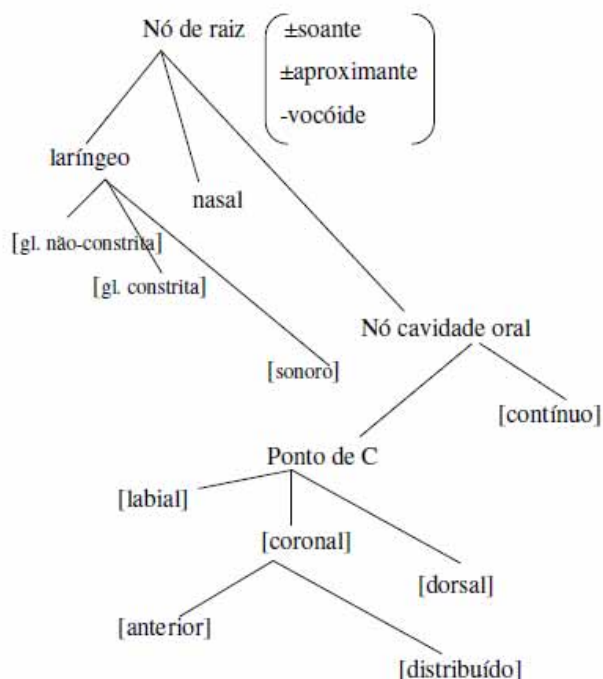 Nó de raiz
±soante
±aproximante
-vocóide
laríngeo
nasal
[gl. não-constrita]
[gl. constrita]
Nó cavidade oral
[sonoro]
[contínuo]
Ponto de C
[labial]
[coronal]
[dorsal]
[anterior]
[distribuído]